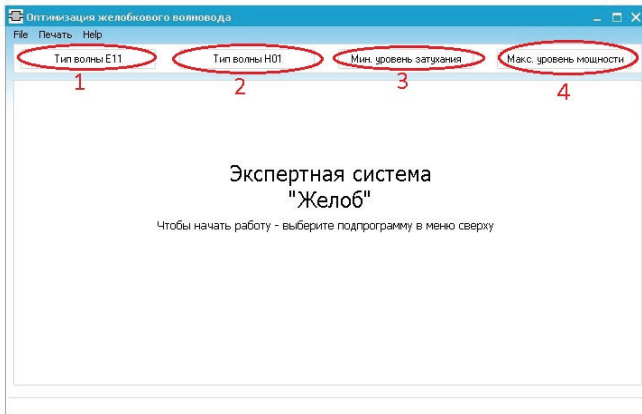 Оптимизация желобкового волновода
File Печать Help
Тип волны E11 Тип волны H01 Мин. уровень затухания Макс. уровень мощности
1 2 3 4
Экспертная система
"Желоб"
Чтобы начать работу - выберите подпрограмму в меню сверху